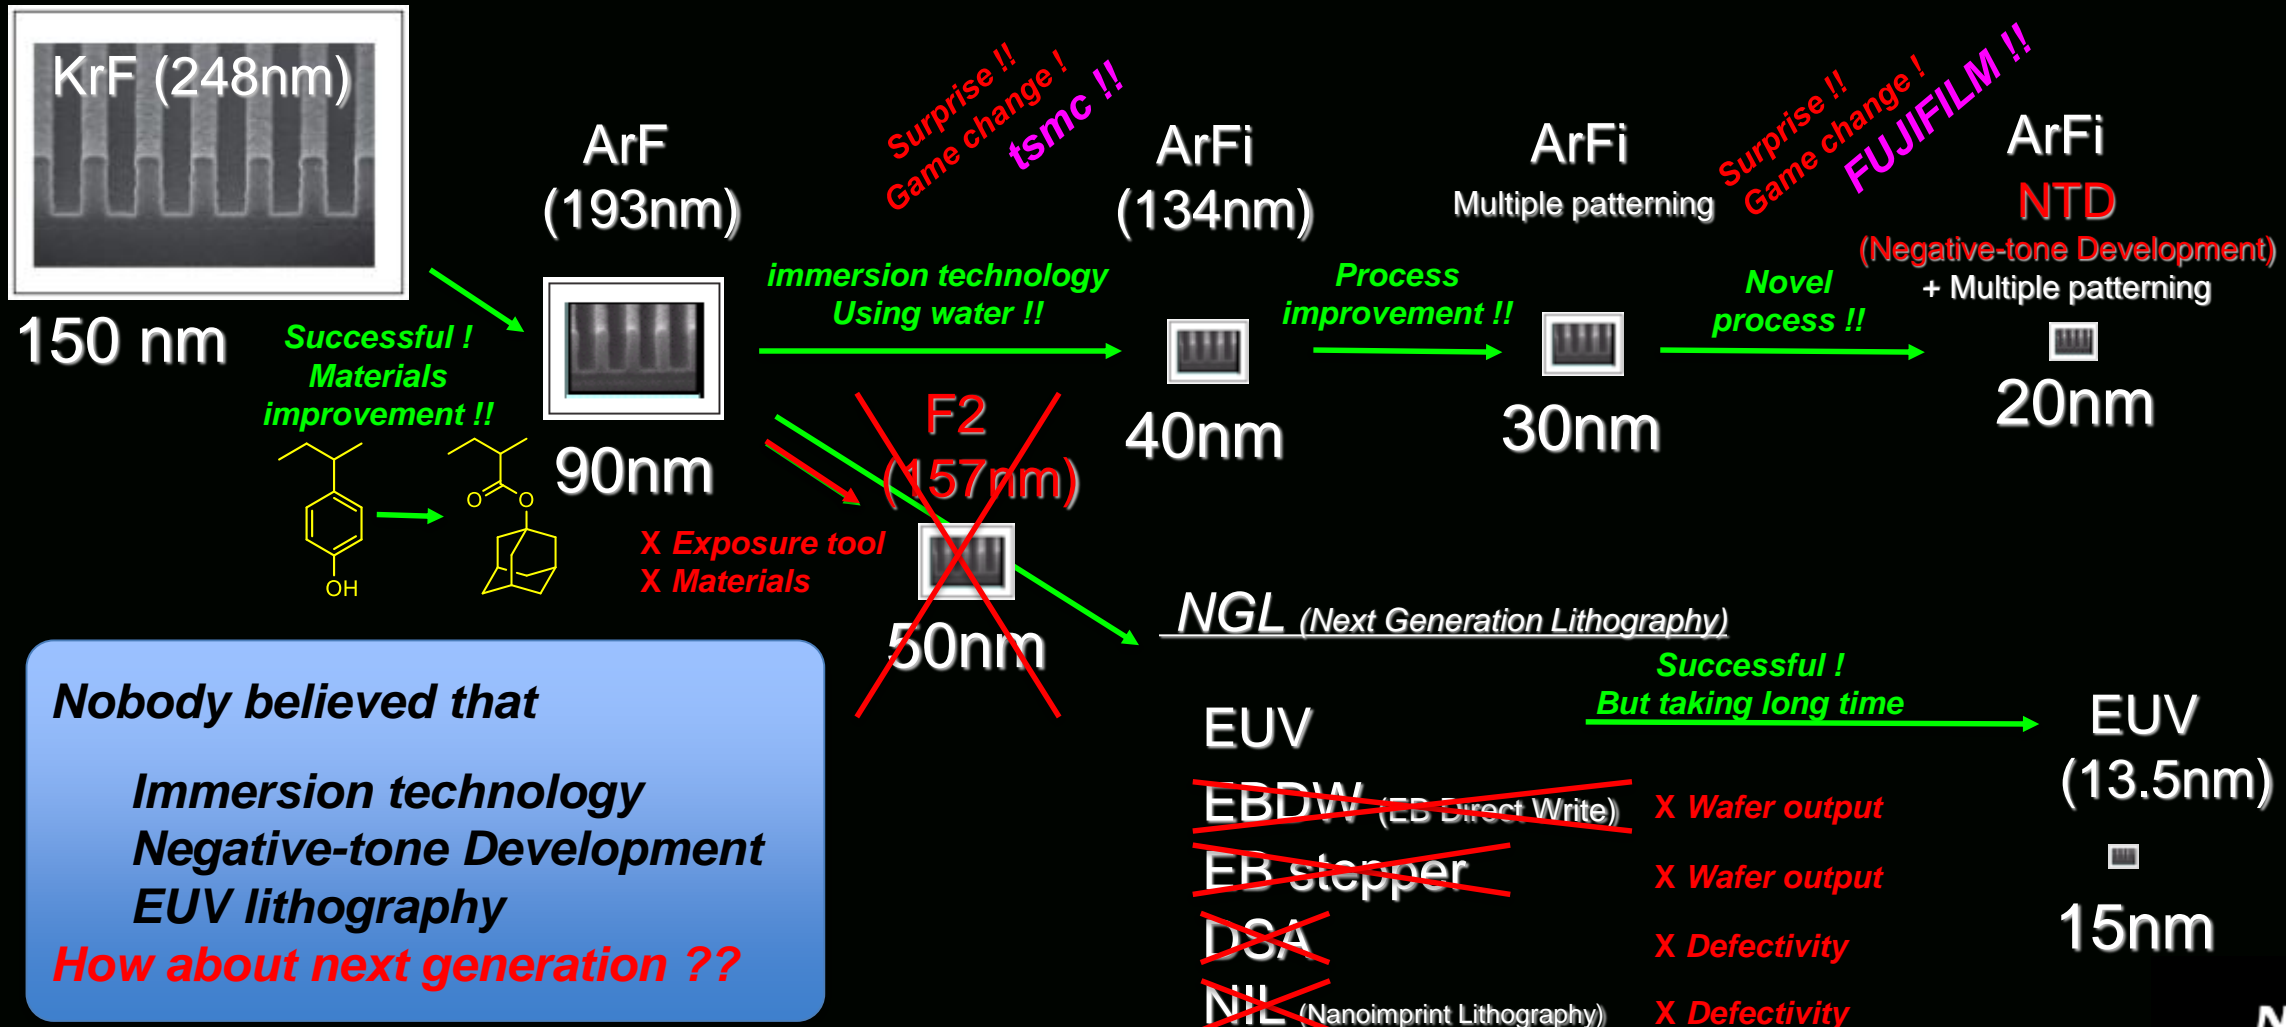 KrF (248nm)
150 nm
Successful !
Materials
improvement !!
OH
O
O
ArF
(193nm)
90nm
Surprise !!
Game change !
tsmc !!
immersion technology
Using water !!
F2
(157nm)
50nm
X Exposure tool
X Materials
ArFi
(134nm)
40nm
Process
improvement !!
ArFi
Multiple patterning
30nm
Surprise !!
Game change !
FUJIFILM !!
Novel
process !!
ArFi
NTD
(Negative-tone Development)
+ Multiple patterning
20nm
NGL (Next Generation Lithography)
Successful !
But taking long time
EUV
EBDW (EB Direct Write)
X Wafer output
EB stepper
X Wafer output
DSA
X Defectivity
NIL (Nanoimprint Lithography)
X Defectivity
EUV
(13.5nm)
15nm
Nobody believed that
Immersion technology
Negative-tone Development
EUV lithography
How about next generation ??